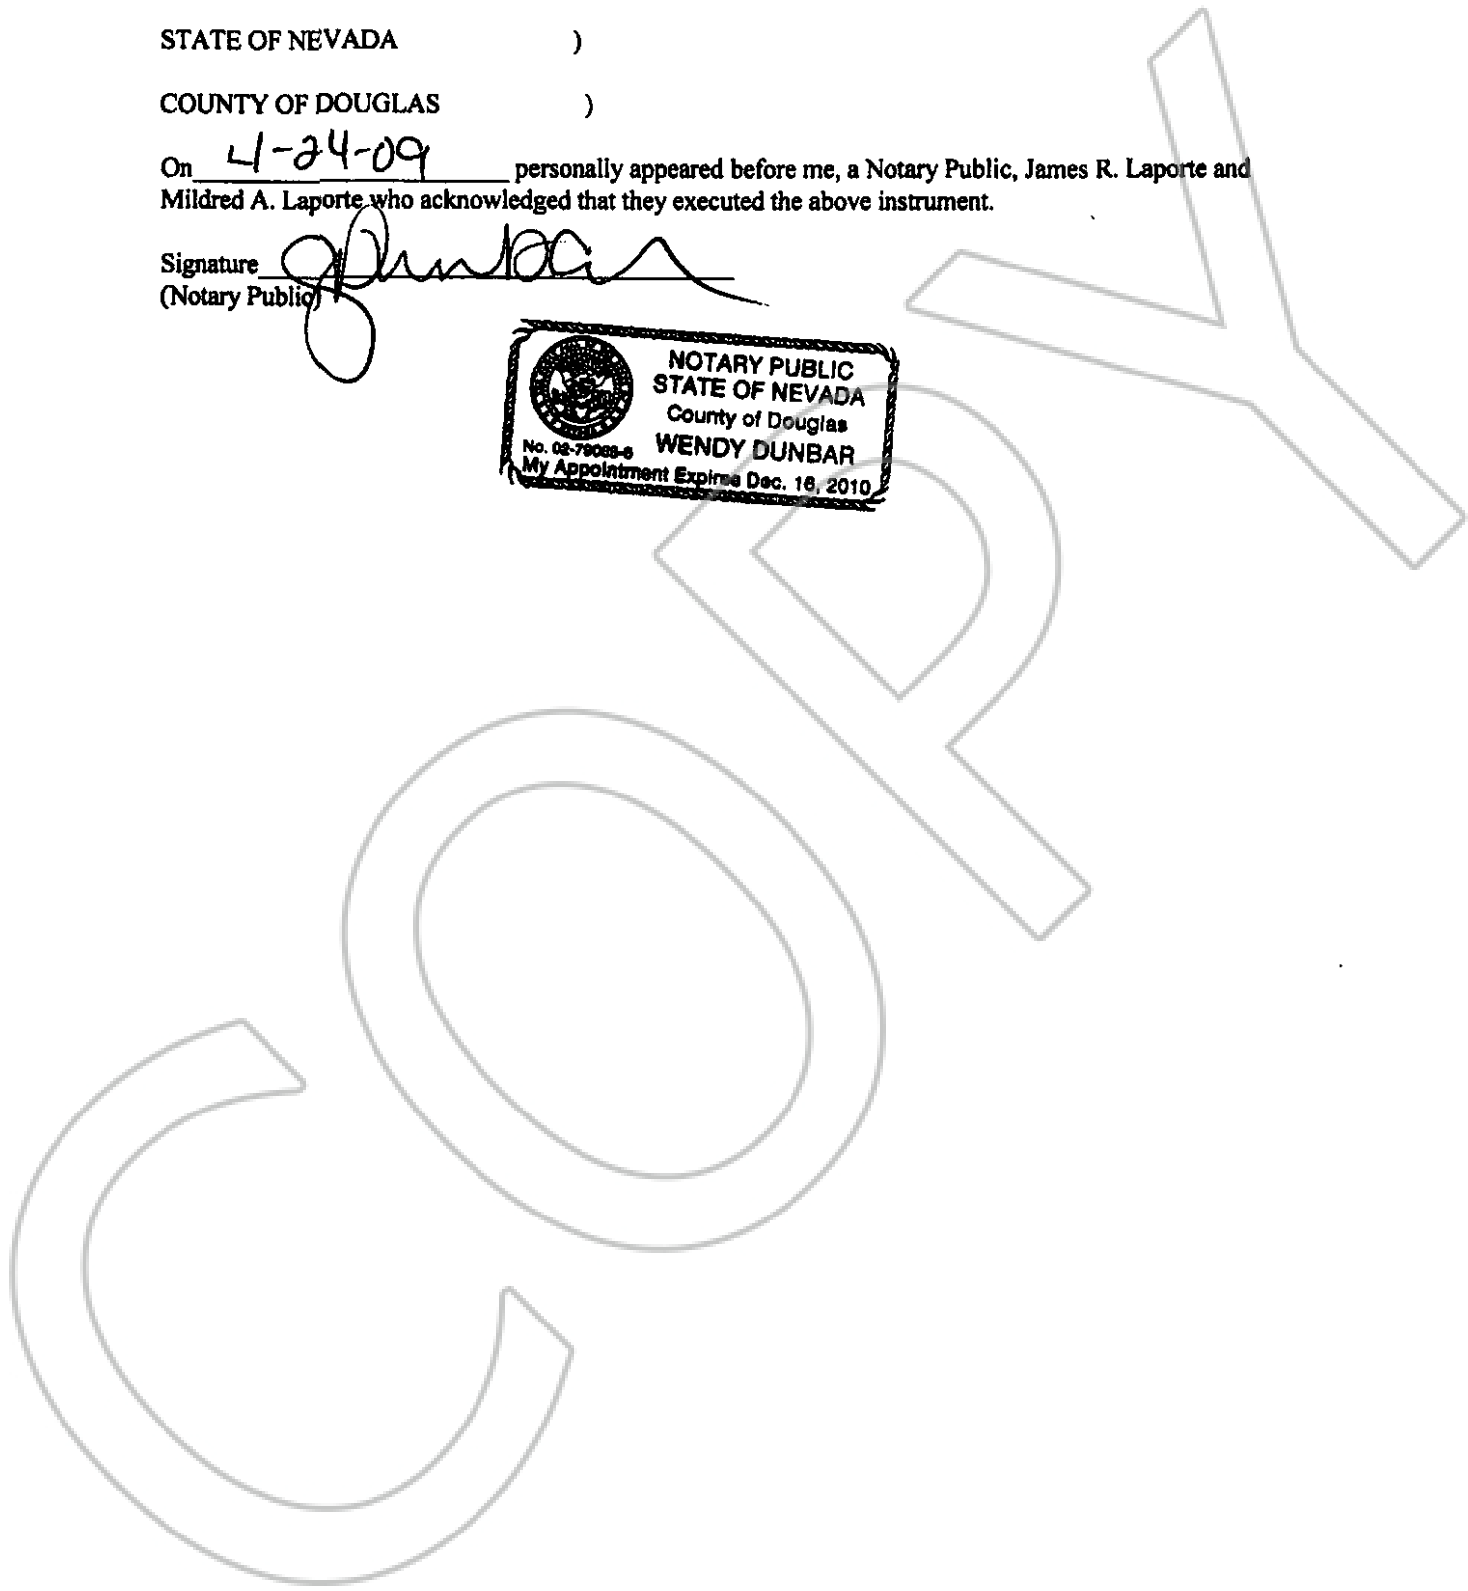 STATE OF NEVADA )
COUNTY OF DOUGLAS )
On 4-24-09 personally appeared before me, a Notary Public, James R. Laporte and
Mildred A. Laporte who acknowledged that they executed the above instrument.
Signature
(Notary Public)
NOTARY PUBLIC
STATE OF NEVADA
County of Douglas
WENDY DUNBAR
No.
My Appointment Expires Dec. 16, 2010
COPY